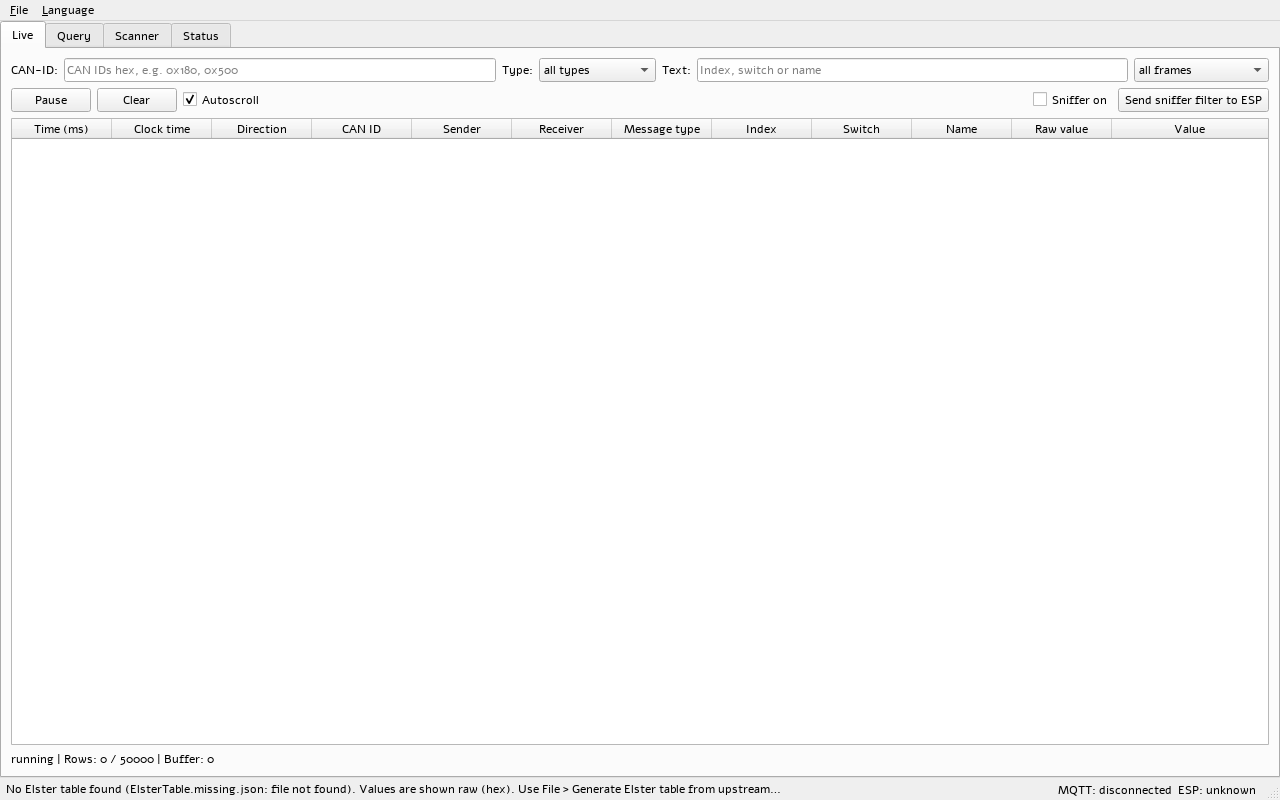 File Language
Live Query Scanner Status
CAN-ID: CAN IDs hex, e.g. 0x180, 0x500 Type: all types Text: Index, switch or name all frames
Pause Clear Autoscroll Sniffer on Send sniffer filter to ESP
Time (ms) Clock time Direction CAN ID Sender Receiver Message type Index Switch Name Raw value Value
running | Rows: 0 / 50000 | Buffer: 0
No Elster table found (ElsterTable.missing.json: file not found). Values are shown raw (hex). Use File > Generate Elster table from upstream... MQTT: disconnected ESP: unknown